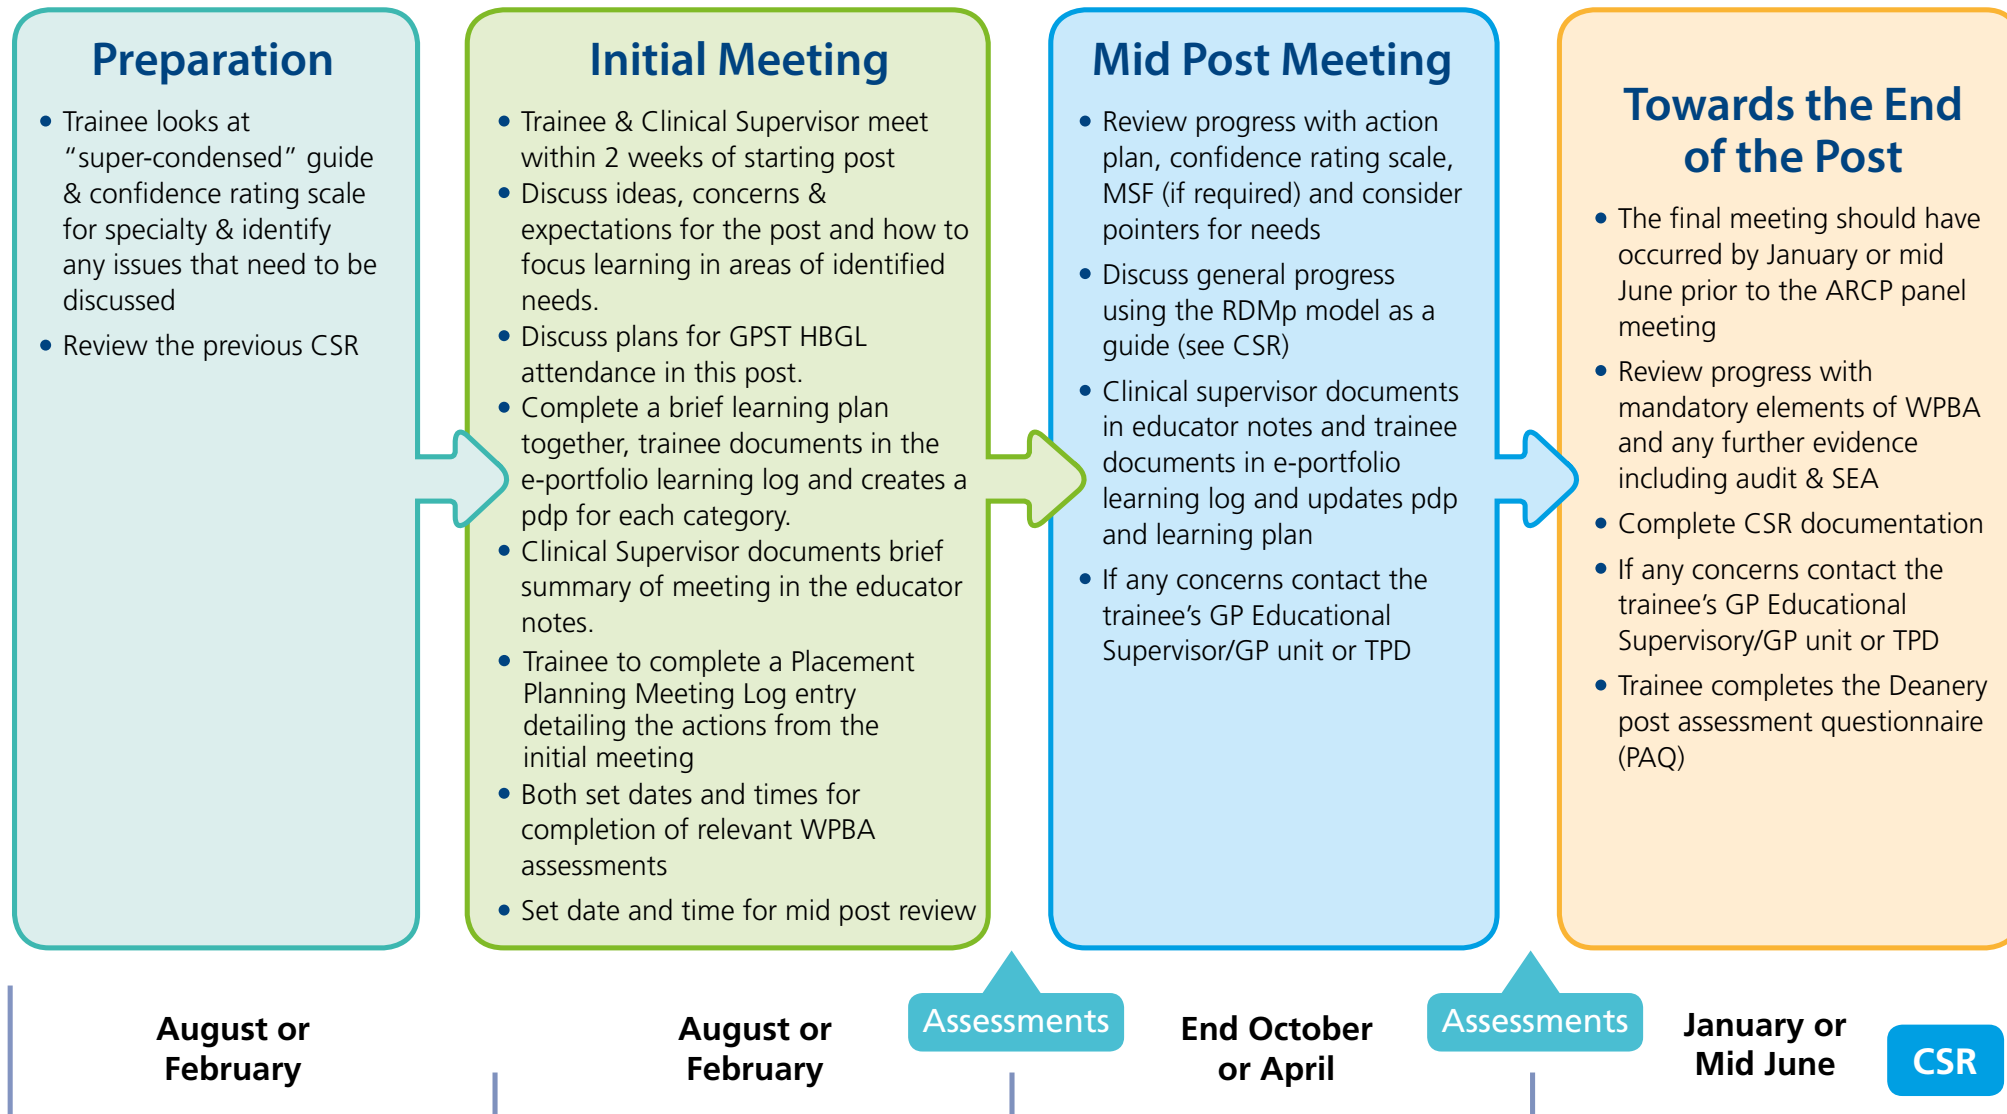 Preparation
• Trainee looks at
“super-condensed” guide
& confidence rating scale
for specialty & identify
any issues that need to be
discussed
• Review the previous CSR
Initial Meeting
• Trainee & Clinical Supervisor meet
within 2 weeks of starting post
• Discuss ideas, concerns &
expectations for the post and how to
focus learning in areas of identified
needs.
• Discuss plans for GPST HBGL
attendance in this post.
• Complete a brief learning plan
together, trainee documents in the
e-portfolio learning log and creates a
pdp for each category.
• Clinical Supervisor documents brief
summary of meeting in the educator
notes.
• Trainee to complete a Placement
Planning Meeting Log entry
detailing the actions from the
initial meeting
• Both set dates and times for
completion of relevant WPBA
assessments
• Set date and time for mid post review
Mid Post Meeting
• Review progress with action
plan, confidence rating scale,
MSF (if required) and consider
pointers for needs
• Discuss general progress
using the RDMp model as a
guide (see CSR)
• Clinical supervisor documents
in educator notes and trainee
documents in e-portfolio
learning log and updates pdp
and learning plan
• If any concerns contact the
trainee’s GP Educational
Supervisor/GP unit or TPD
Towards the End
of the Post
• The final meeting should have
occurred by January or mid
June prior to the ARCP panel
meeting
• Review progress with
mandatory elements of WPBA
and any further evidence
including audit & SEA
• Complete CSR documentation
• If any concerns contact the
trainee’s GP Educational
Supervisory/GP unit or TPD
• Trainee completes the Deanery
post assessment questionnaire
(PAQ)
August or
February
August or
February
Assessments
End October
or April
Assessments
January or
Mid June
CSR